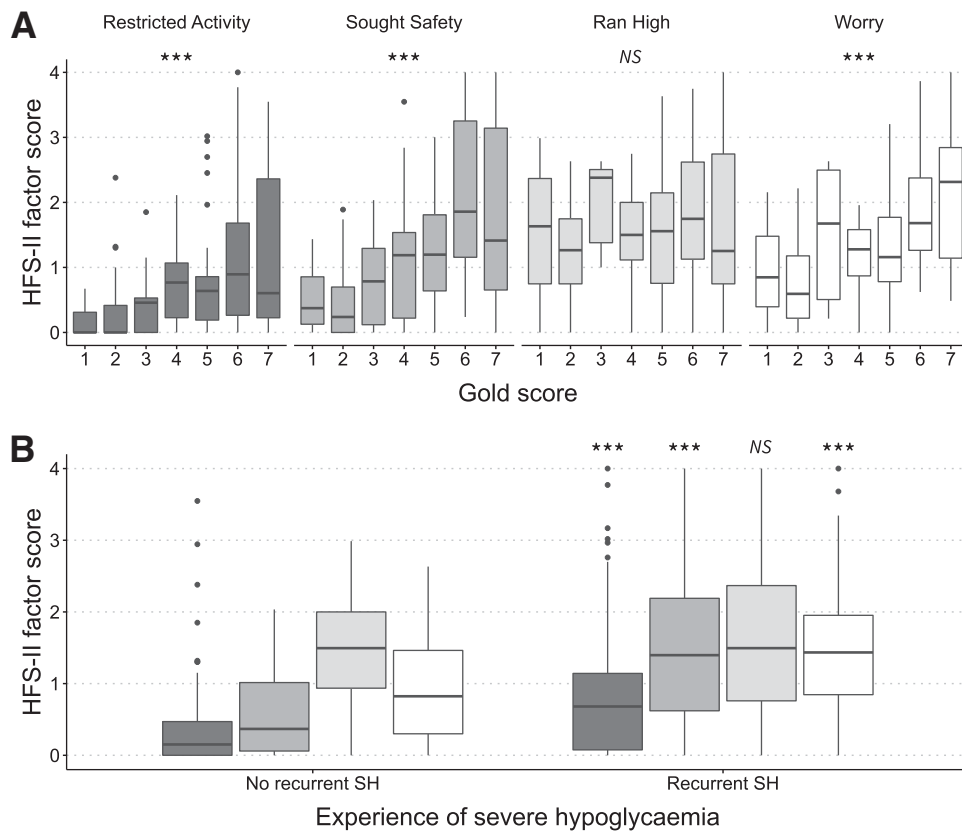 A
Restricted Activity Sought Safety Ran High Worry
*** *** NS ***
HFS-II factor score
4
3
2
1
0
1 2 3 4 5 6 7 1 2 3 4 5 6 7 1 2 3 4 5 6 7 1 2 3 4 5 6 7
Gold score
B
*** *** NS ***
HFS-II factor score
4
3
2
1
0
No recurrent SH Recurrent SH
Experience of severe hypoglycaemia